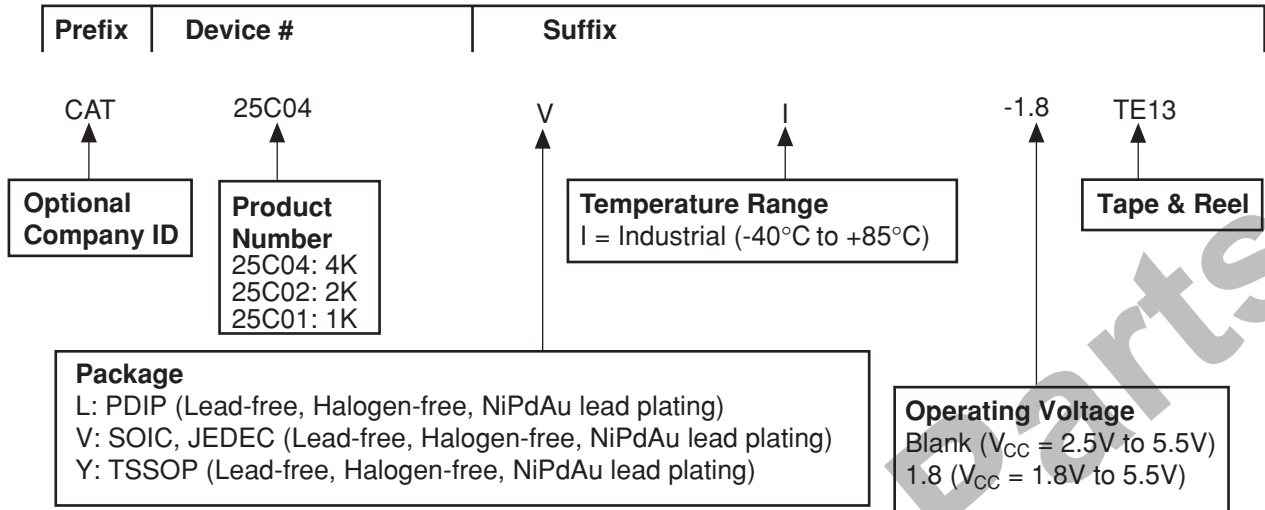 Prefix Device # Suffix
CAT 25C04 V I -1.8 TE13
Optional
Company ID
Product
Number
25C04: 4K
25C02: 2K
25C01: 1K
Temperature Range
I = Industrial (-40°C to +85°C)
Tape & Reel
Package
L: PDIP (Lead-free, Halogen-free, NiPdAu lead plating)
V: SOIC, JEDEC (Lead-free, Halogen-free, NiPdAu lead plating)
Y: TSSOP (Lead-free, Halogen-free, NiPdAu lead plating)
Operating Voltage
Blank (VCC = 2.5V to 5.5V)
1.8 (VCC = 1.8V to 5.5V)
Parts